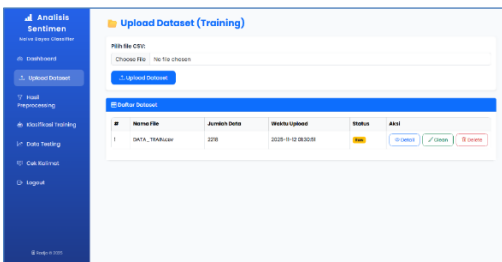 Analisis
Sentimen
Naive Bayes Classifier
Dashboard
Upload Dataset
Hasil
Preprocessing
Klasifikasi Training
Data Testing
Cek Kalimat
Logout
Upload Dataset (Training)
Pilih file CSV:
Choose File No file chosen
Upload Dataset
Daftar Dataset
# Nama File Jumlah Data Waktu Upload Status Aksi
1 2218 Detail Clean Delete